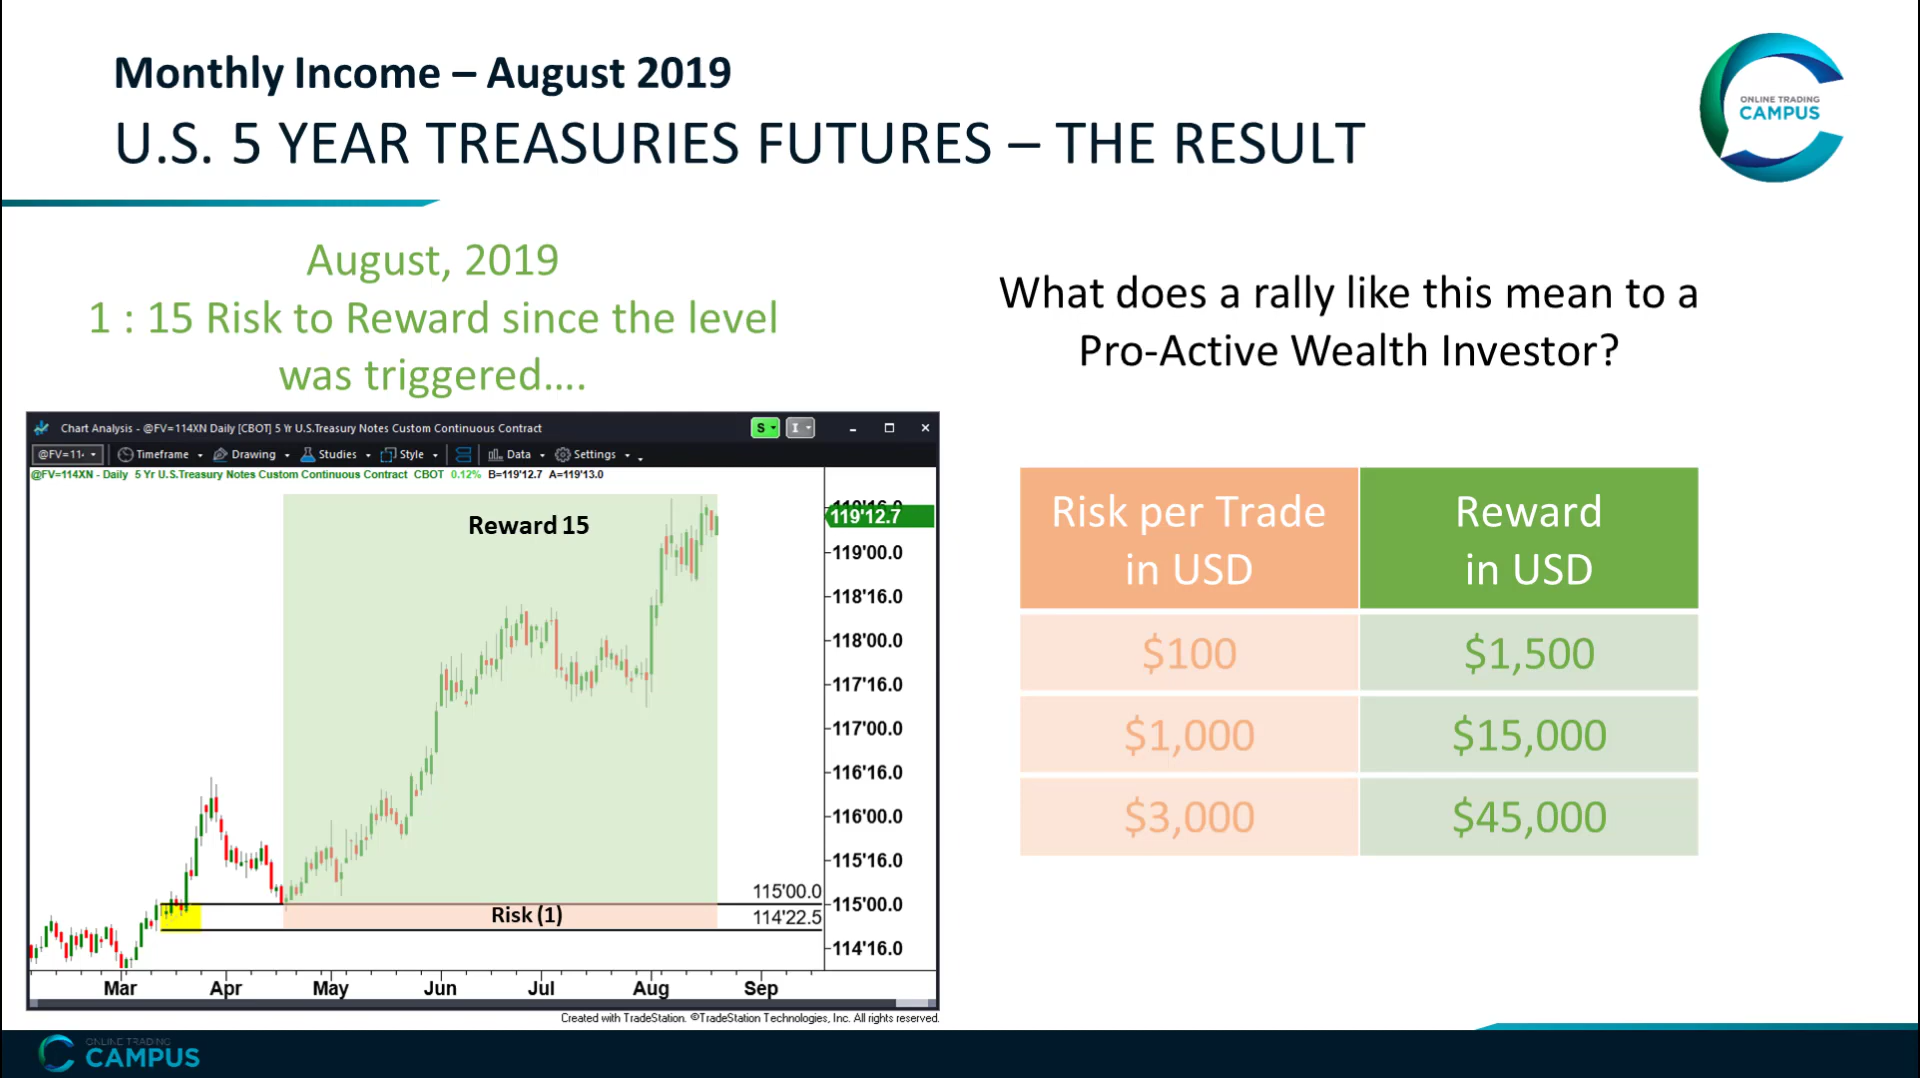 Monthly Income – August 2019
U.S. 5 YEAR TREASURIES FUTURES – THE RESULT
ONLINE TRADING
CAMPUS
August, 2019
1 : 15 Risk to Reward since the level
was triggered....
What does a rally like this mean to a
Pro-Active Wealth Investor?
Chart Analysis - @FV=114XN Daily [CBOT] 5 Yr U.S.Treasury Notes Custom Continuous Contract
S
I
@FV=11
Timeframe
Drawing
Studies
Style
Data
Settings
@FV=114XN - Daily 5 Yr U.S.Treasury Notes Custom Continuous Contract CBOT 0.12% B=119'12.7 A=119'13.0
Reward 15
119'12.7
119'00.0
118'16.0
118'00.0
117'16.0
117'00.0
116'16.0
116'00.0
115'16.0
115'00.0
114'16.0
115'00.0
114'22.5
Risk (1)
Mar Apr May Jun Jul Aug Sep
Created with TradeStation. ©TradeStation Technologies, Inc. All rights reserved.
Risk per Trade
in USD
Reward
in USD
$100 $1,500
$1,000 $15,000
$3,000 $45,000
ONLINE TRADING
CAMPUS